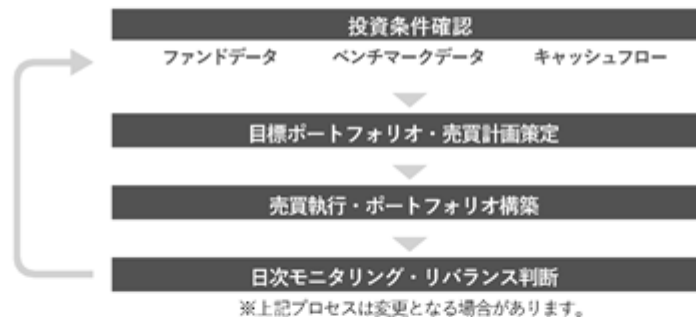 投資条件確認
ファンドデータ ベンチマークデータ キャッシュフロー
目標ポートフォリオ・売買計画策定
売買執行・ポートフォリオ構築
日次モニタリング・リバランス判断
※上記プロセスは変更となる場合があります。